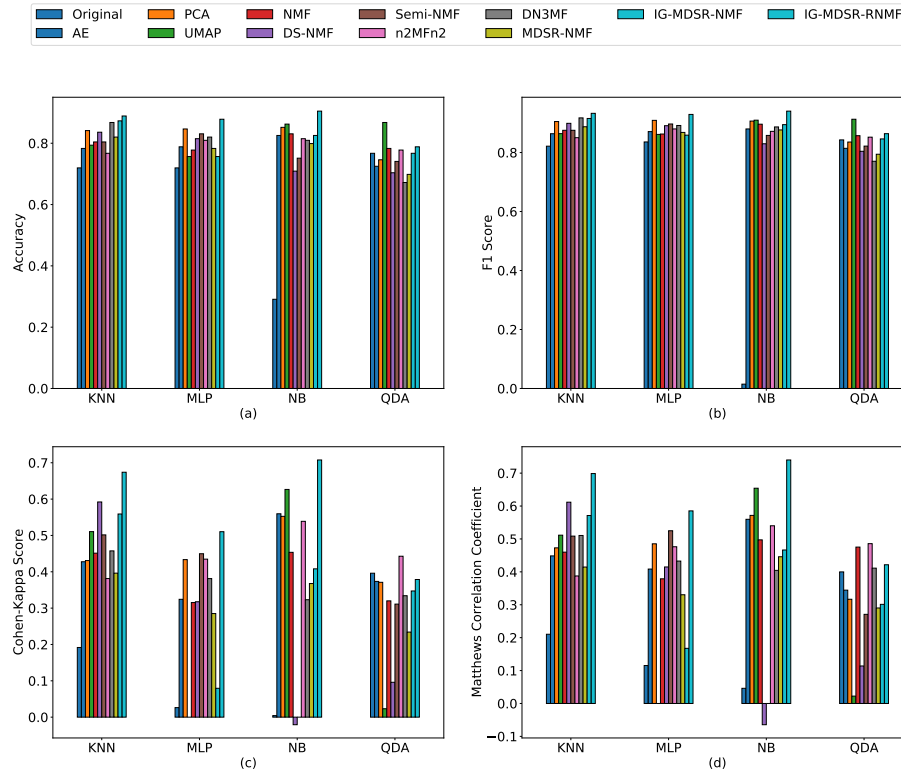 Original PCA NMF Semi-NMF DN3MF IG-MDSR-NMF IG-MDSR-RNMF
AE UMAP DS-NMF n2MFn2 MDSR-NMF
Accuracy
0.8
0.6
0.4
0.2
0.0
KNN MLP NB QDA
(a)
F1 Score
0.8
0.6
0.4
0.2
0.0
KNN MLP NB QDA
(b)
Cohen-Kappa Score
0.7
0.6
0.5
0.4
0.3
0.2
0.1
0.0
KNN MLP NB QDA
(c)
Matthews Correlation Coefficient
0.7
0.6
0.5
0.4
0.3
0.2
0.1
0.0
−0.1
KNN MLP NB QDA
(d)